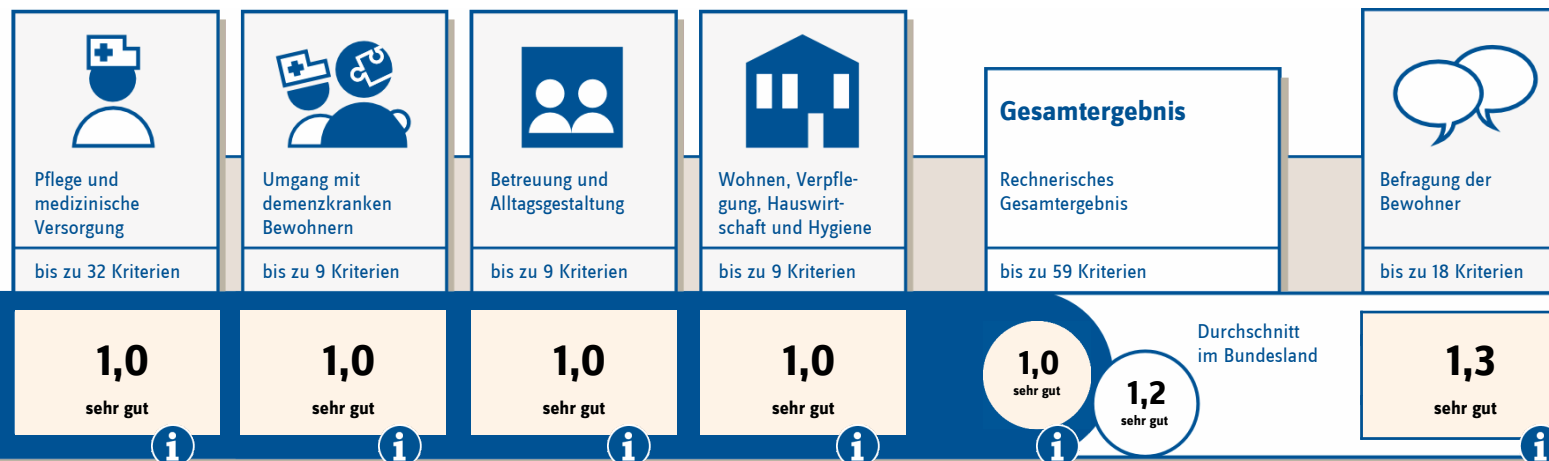 Pflege und
medizinische
Versorgung
bis zu 32 Kriterien
1,0
sehr gut
i
Umgang mit
demenzkranken
Bewohnern
bis zu 9 Kriterien
1,0
sehr gut
i
Betreuung und
Alltagsgestaltung
bis zu 9 Kriterien
1,0
sehr gut
i
Wohnen, Verpfle-
gung, Hauswirt-
schaft und Hygiene
bis zu 9 Kriterien
1,0
sehr gut
i
Gesamtergebnis
Rechnerisches
Gesamtergebnis
bis zu 59 Kriterien
1,0
sehr gut
i
1,2
sehr gut
Durchschnitt
im Bundesland
Befragung der
Bewohner
bis zu 18 Kriterien
1,3
sehr gut
i